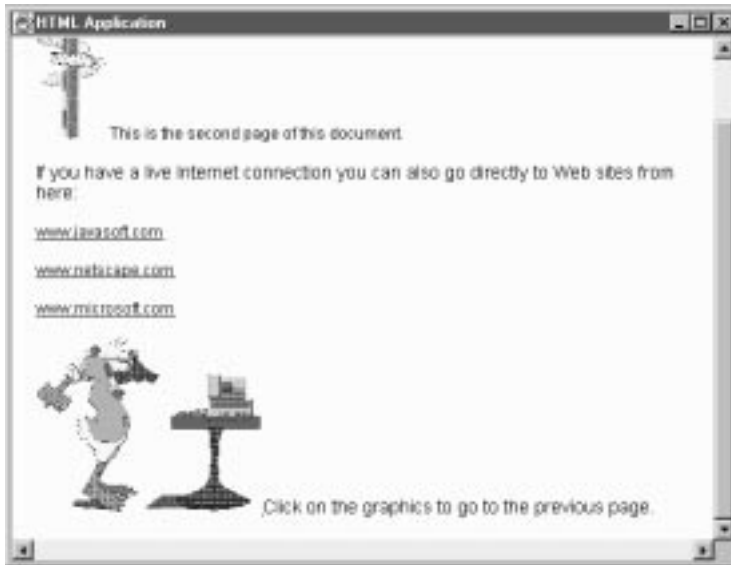 HTML Application
This is the second page of this document
If you have a live Internet connection you can also go directly to Web sites from
here:
www.javasoft.com
www.netscape.com
www.microsoft.com
Click on the graphics to go to the previous page.